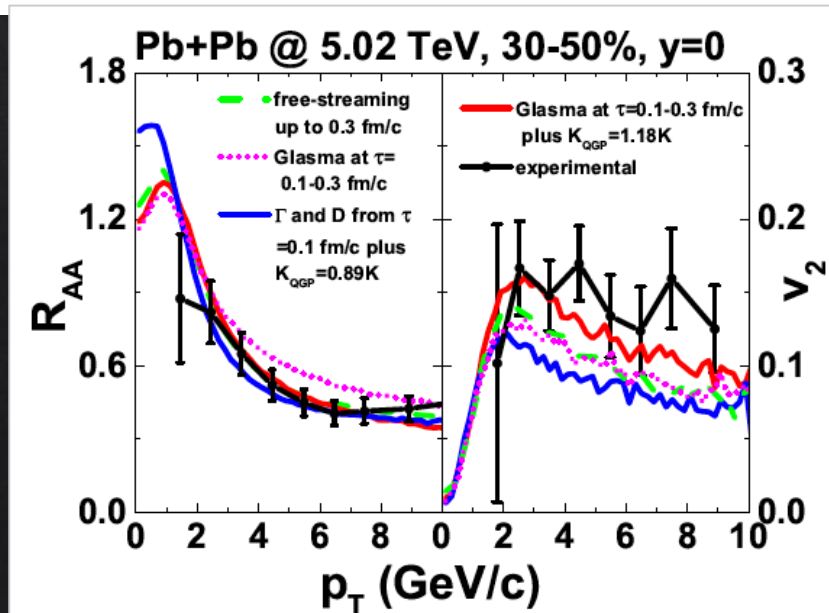 Pb+Pb @ 5.02 TeV, 30-50%, y=0
1.8
1.2
0.6
0.0
R_AA
free-streaming
up to 0.3 fm/c
Glasma at τ=
0.1-0.3 fm/c
Γ and D from τ
=0.1 fm/c plus
K_QGP=0.89K
0 2 4 6 8 0 2 4 6 8 10
p_T (GeV/c)
Glasma at τ=0.1-0.3 fm/c
plus K_QGP=1.18K
experimental
0.3
0.2
0.1
0.0
v_2